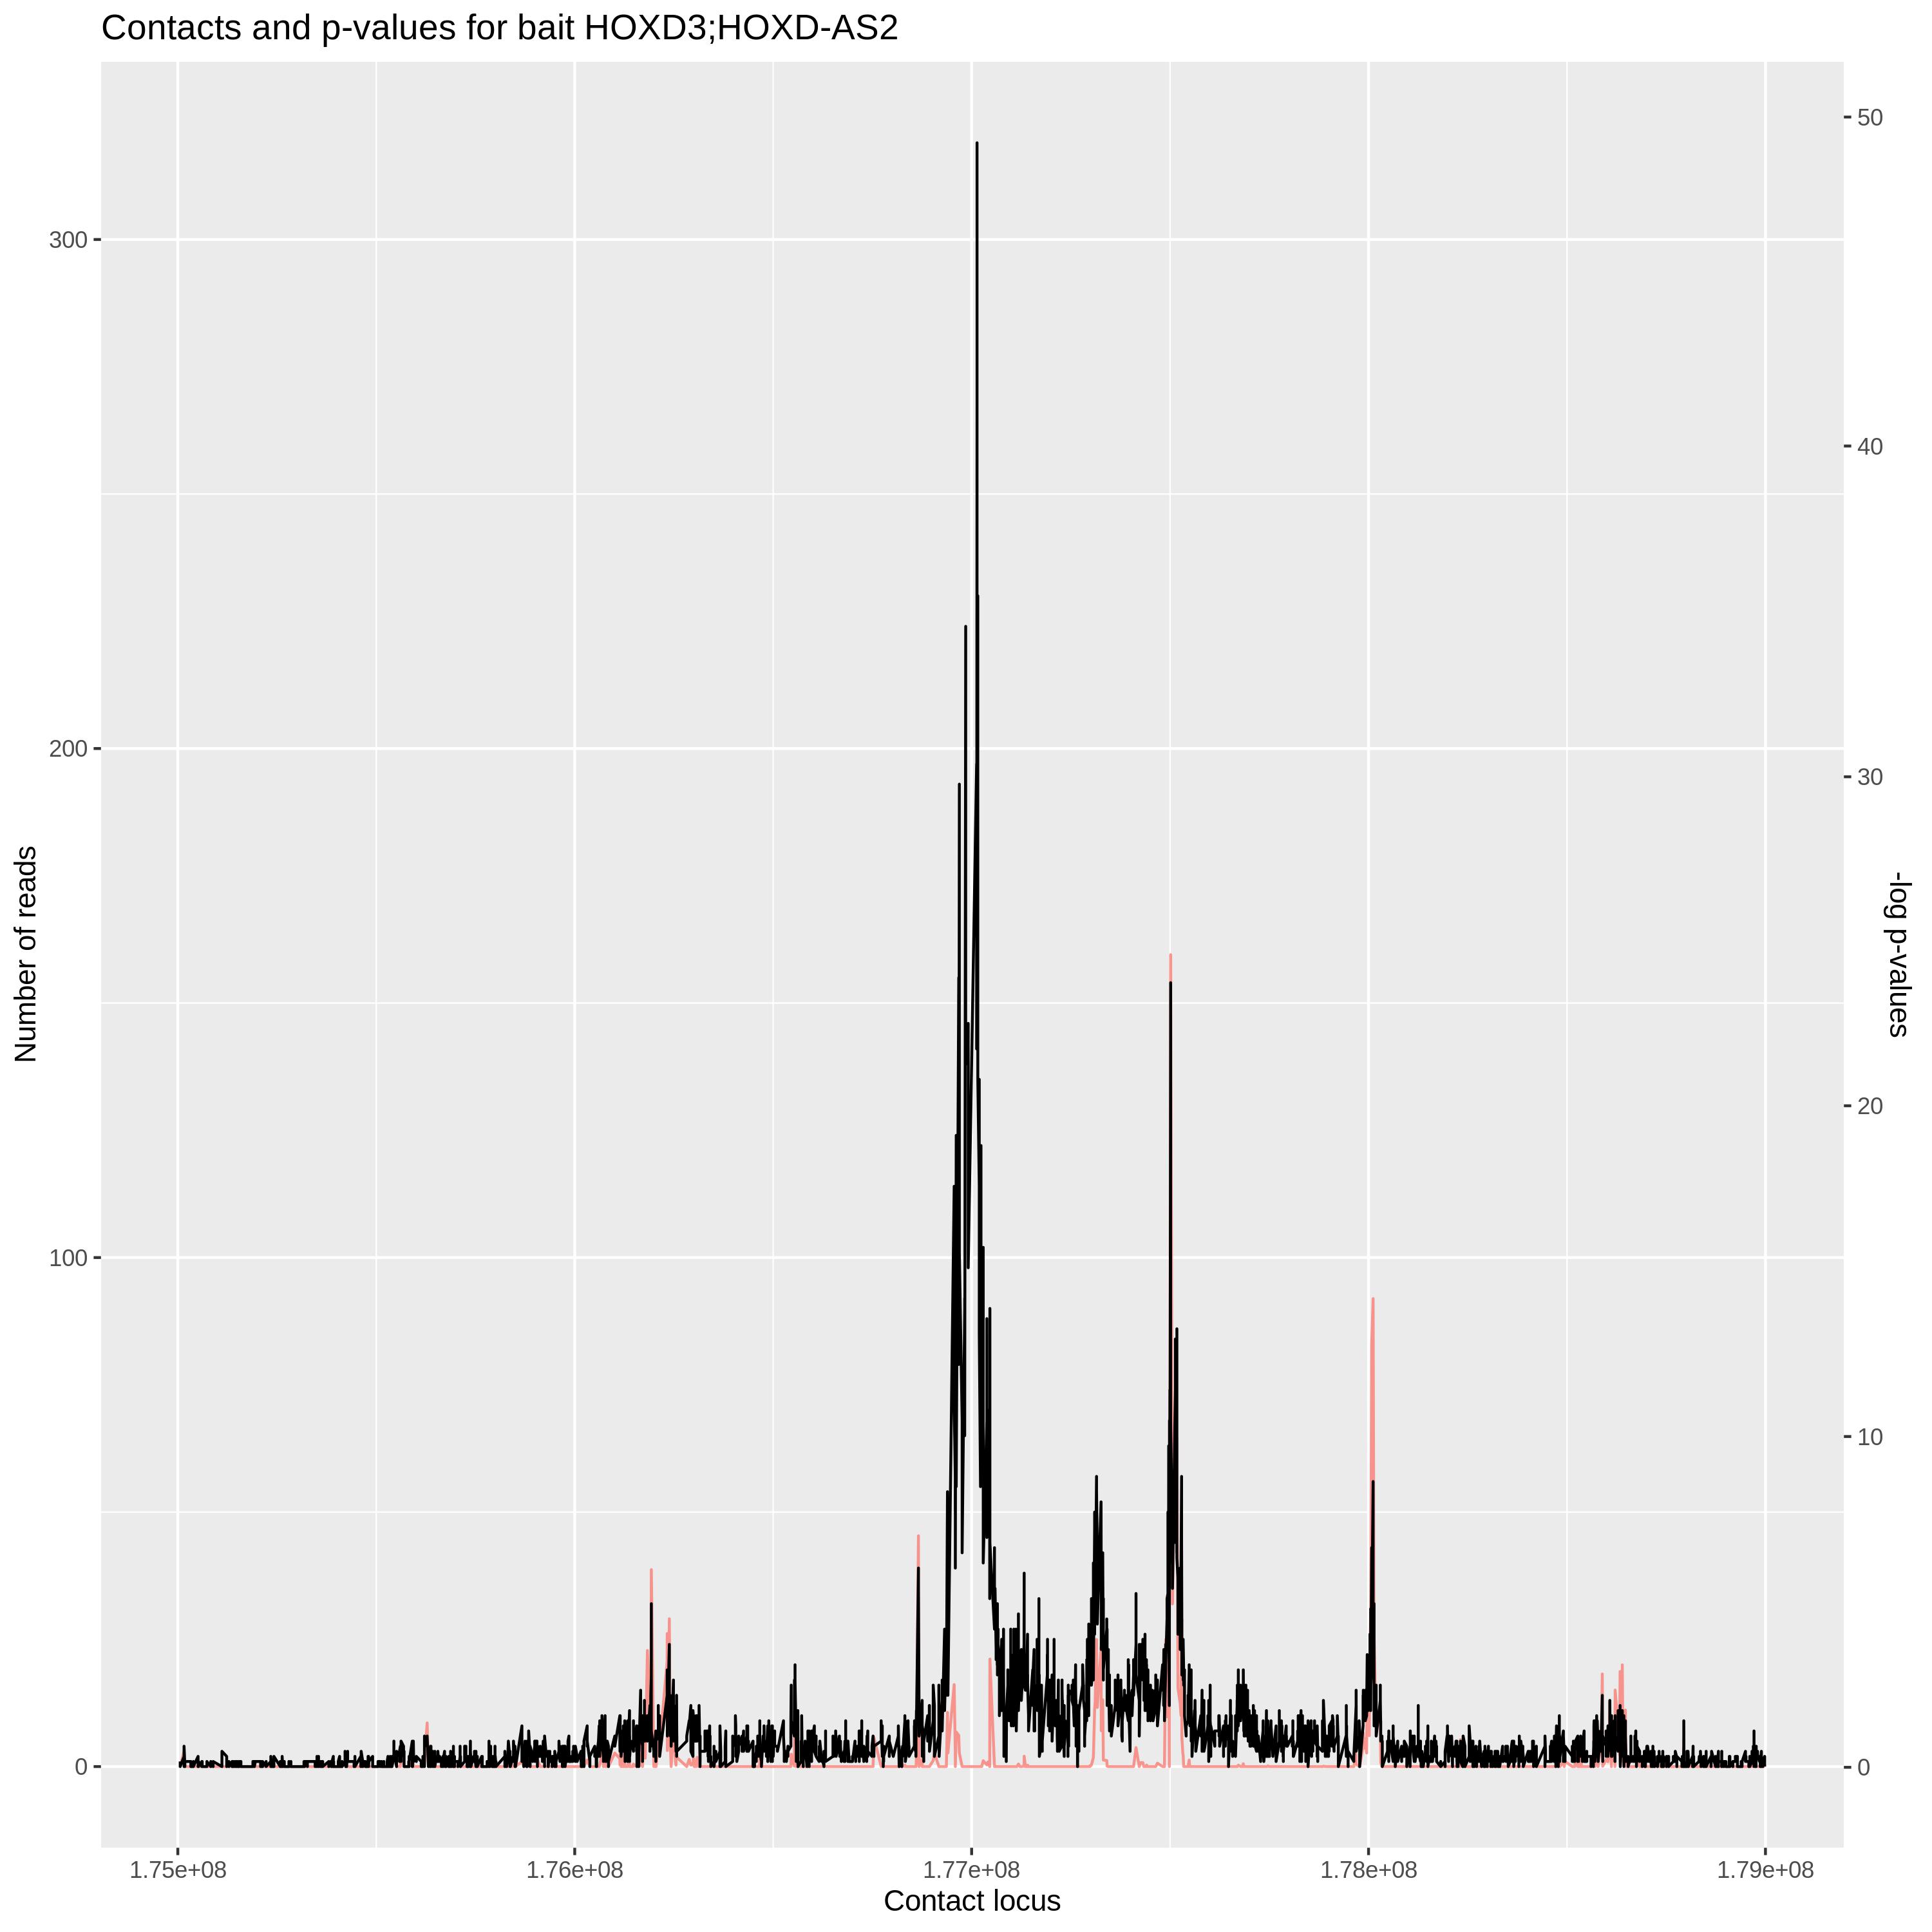 Contacts and p-values for bait HOXD3;HOXD-AS2
300
200
100
0
Number of reads
50
40
30
20
10
0
-log p-values
1.75e+08
1.76e+08
1.77e+08
1.78e+08
1.79e+08
Contact locus